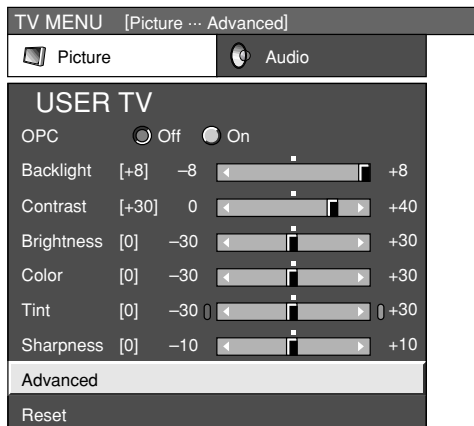 TV MENU [Picture ··· Advanced]
Picture Audio
USER TV
OPC Off On
Backlight [+8] –8 +8
Contrast [+30] 0 +40
Brightness [0] –30 +30
Color [0] –30 +30
Tint [0] –30 +30
Sharpness [0] –10 +10
Advanced
Reset